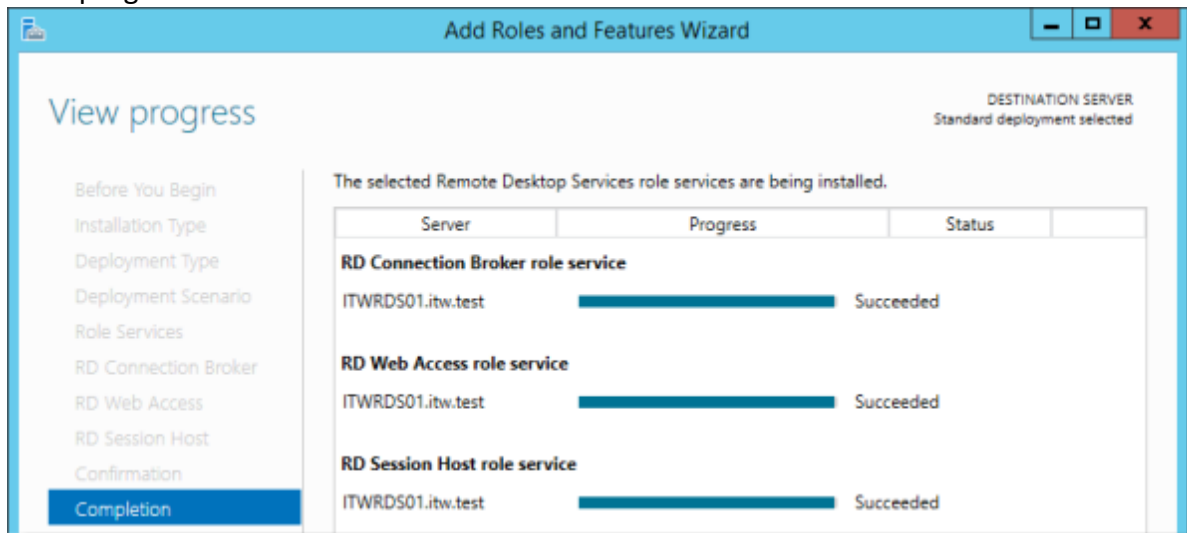 Add Roles and Features Wizard
View progress
DESTINATION SERVER
Standard deployment selected
Before You Begin
Installation Type
Deployment Type
Deployment Scenario
Role Services
RD Connection Broker
RD Web Access
RD Session Host
Confirmation
Completion
The selected Remote Desktop Services role services are being installed.
Server Progress Status
RD Connection Broker role service
ITWRDS01.itw.test Succeeded
RD Web Access role service
ITWRDS01.itw.test Succeeded
RD Session Host role service
ITWRDS01.itw.test Succeeded